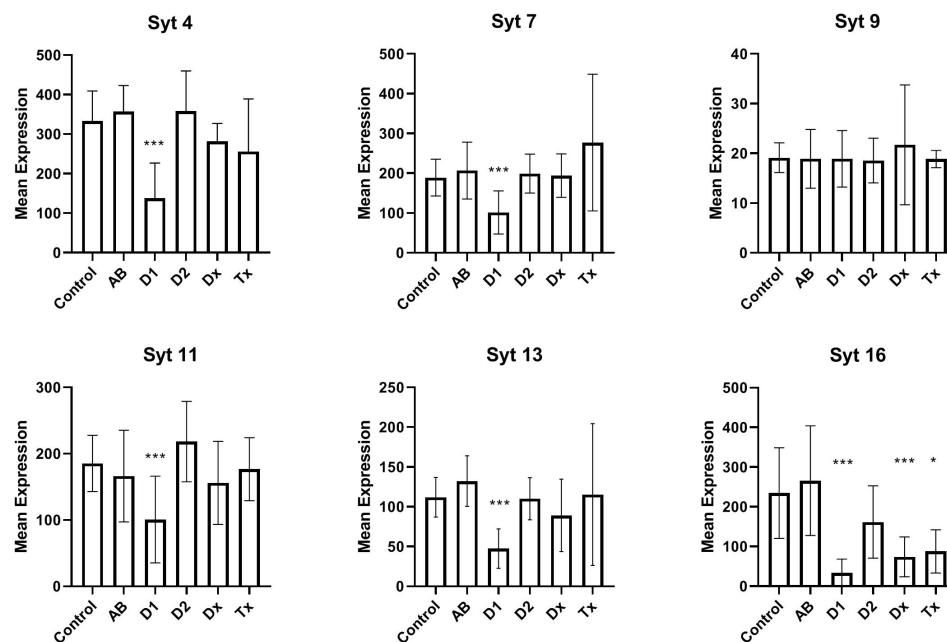 Syt 4
Syt 7
Syt 9
Mean Expression
500
400
300
200
100
0
***
Control
AB
D1
D2
Dx
Tx
Mean Expression
500
400
300
200
100
0
***
Control
AB
D1
D2
Dx
Tx
Mean Expression
40
30
20
10
0
Control
AB
D1
D2
Dx
Tx
Syt 11
Syt 13
Syt 16
Mean Expression
300
200
100
0
***
Control
AB
D1
D2
Dx
Tx
Mean Expression
250
200
150
100
50
0
***
Control
AB
D1
D2
Dx
Tx
Mean Expression
500
400
300
200
100
0
***
***
*
Control
AB
D1
D2
Dx
Tx